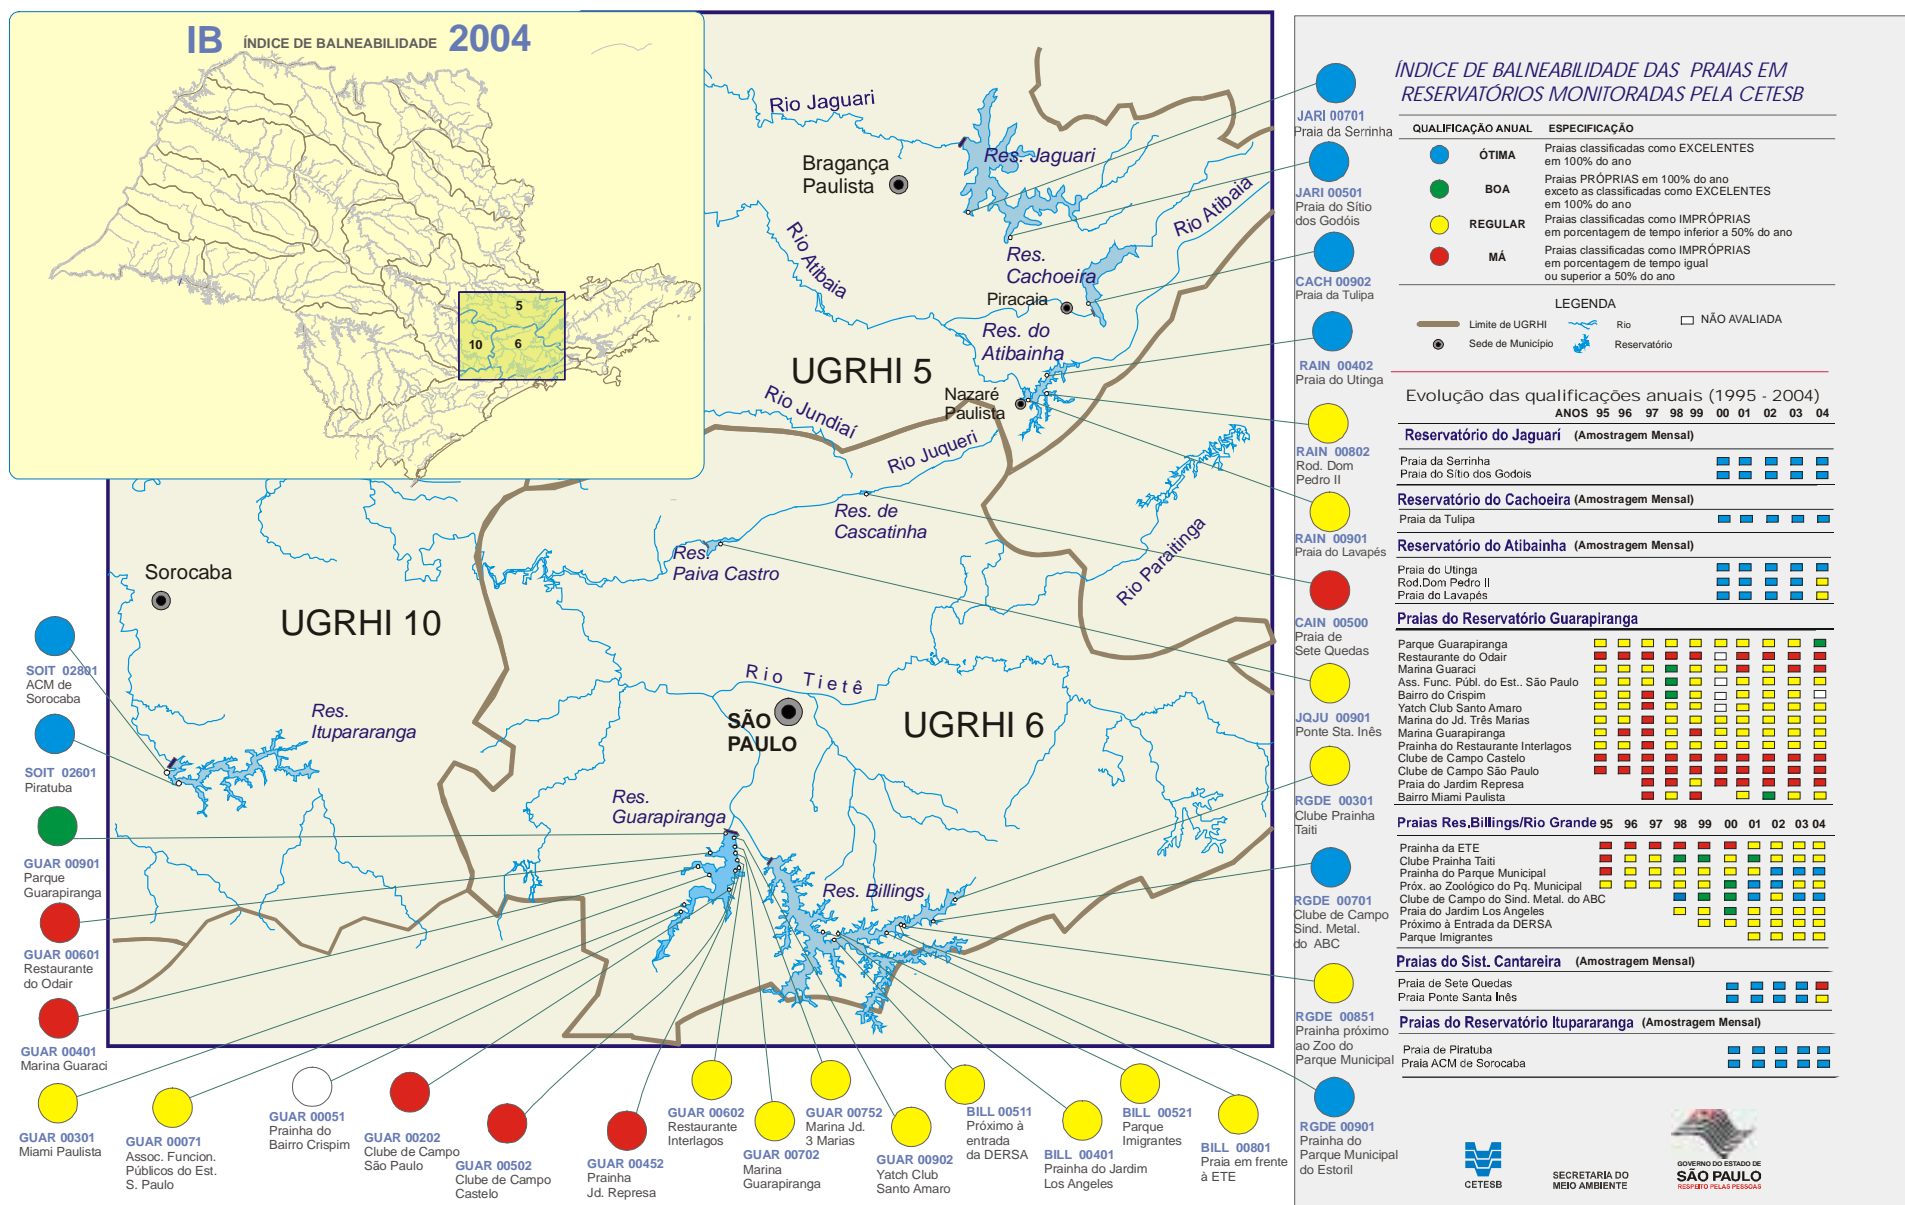 IB ÍNDICE DE BALNEABILIDADE 2004
5
10
6
Rio Jaguari
Bragança
Paulista
Res. Jaguari
Rio Atibaia
Rio Atibaia
Res.
Cachoeira
Piracaia
Res. do
Atibainha
UGRHI 5
Nazaré
Paulista
Rio Jundiaí
Rio Juqueri
Res. de
Cascatinha
Res.
Paiva Castro
Rio Paraitinga
Sorocaba
UGRHI 10
Rio Tietê
SÃO
PAULO
UGRHI 6
Res.
Itupararanga
Res.
Guarapiranga
Res. Billings
SOIT 02801
ACM de
Sorocaba
SOIT 02601
Piratuba
GUAR 00901
Parque
Guarapiranga
GUAR 00601
Restaurante
do Odair
GUAR 00401
Marina Guaraci
GUAR 00301
Miami Paulista
GUAR 00071
Assoc. Funcion.
Públicos do Est.
S. Paulo
GUAR 00051
Prainha do
Bairro Crispim
GUAR 00202
Clube de Campo
São Paulo
GUAR 00502
Clube de Campo
Castelo
GUAR 00452
Prainha
Jd. Represa
GUAR 00602
Restaurante
Interlagos
GUAR 00702
Marina
Guarapiranga
GUAR 00752
Marina Jd.
3 Marias
GUAR 00902
Yatch Club
Santo Amaro
BILL 00511
Próximo à
entrada
da DERSA
BILL 00401
Prainha do Jardim
Los Angeles
BILL 00521
Parque
Imigrantes
BILL 00801
Praia em frente
à ETE
JARI 00701
Praia da Serrinha
JARI 00501
Praia do Sítio
dos Godóis
CACH 00902
Praia da Tulipa
RAIN 00402
Praia do Utinga
RAIN 00802
Rod. Dom
Pedro II
RAIN 00901
Praia do Lavapés
CAIN 00500
Praia de
Sete Quedas
JQJU 00901
Ponte Sta. Inês
RGDE 00301
Clube Prainha
Taiti
RGDE 00701
Clube de Campo
Sind. Metal.
do ABC
RGDE 00851
Prainha próximo
ao Zoo do
Parque Municipal
RGDE 00901
Prainha do
Parque Municipal
do Estoril
ÍNDICE DE BALNEABILIDADE DAS PRAIAS EM
RESERVATÓRIOS MONITORADAS PELA CETESB
QUALIFICAÇÃO ANUAL ESPECIFICAÇÃO
ÓTIMA Praias classificadas como EXCELENTES
em 100% do ano
BOA Praias PRÓPRIAS em 100% do ano
exceto as classificadas como EXCELENTES
em 100% do ano
REGULAR Praias classificadas como IMPRÓPRIAS
em porcentagem de tempo inferior a 50% do ano
MÁ Praias classificadas como IMPRÓPRIAS
em porcentagem de tempo igual
ou superior a 50% do ano
LEGENDA
Limite de UGRHI Rio NÃO AVALIADA
Sede de Município Reservatório
Evolução das qualificações anuais (1995 - 2004)
ANOS 95 96 97 98 99 00 01 02 03 04
Reservatório do Jaguarí (Amostragem Mensal)
Praia da Serrinha
Praia do Sítio dos Godois
Reservatório do Cachoeira (Amostragem Mensal)
Praia da Tulipa
Reservatório do Atibainha (Amostragem Mensal)
Praia do Utinga
Rod.Dom Pedro II
Praia do Lavapés
Praias do Reservatório Guarapiranga
Parque Guarapiranga
Restaurante do Odair
Marina Guaraci
Ass. Func. Públ. do Est.. São Paulo
Bairro do Crispim
Yatch Club Santo Amaro
Marina do Jd. Três Marias
Marina Guarapiranga
Prainha do Restaurante Interlagos
Clube de Campo Castelo
Clube de Campo São Paulo
Praia do Jardim Represa
Bairro Miami Paulista
Praias Res.Billings/Rio Grande 95 96 97 98 99 00 01 02 03 04
Prainha da ETE
Clube Prainha Taiti
Prainha do Parque Municipal
Próx. ao Zoológico do Pq. Municipal
Clube de Campo do Sind. Metal. do ABC
Praia do Jardim Los Angeles
Próximo à Entrada da DERSA
Parque Imigrantes
Praias do Sist. Cantareira (Amostragem Mensal)
Praia de Sete Quedas
Praia Ponte Santa Inês
Praias do Reservatório Itupararanga (Amostragem Mensal)
Praia de Piratuba
Praia ACM de Sorocaba
CETESB
SECRETARIA DO
MEIO AMBIENTE
GOVERNO DO ESTADO DE
SÃO PAULO
RESPEITO PELAS PESSOAS